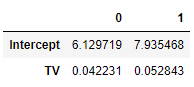 0 1
Intercept 6.129719 7.935468
TV 0.042231 0.052843